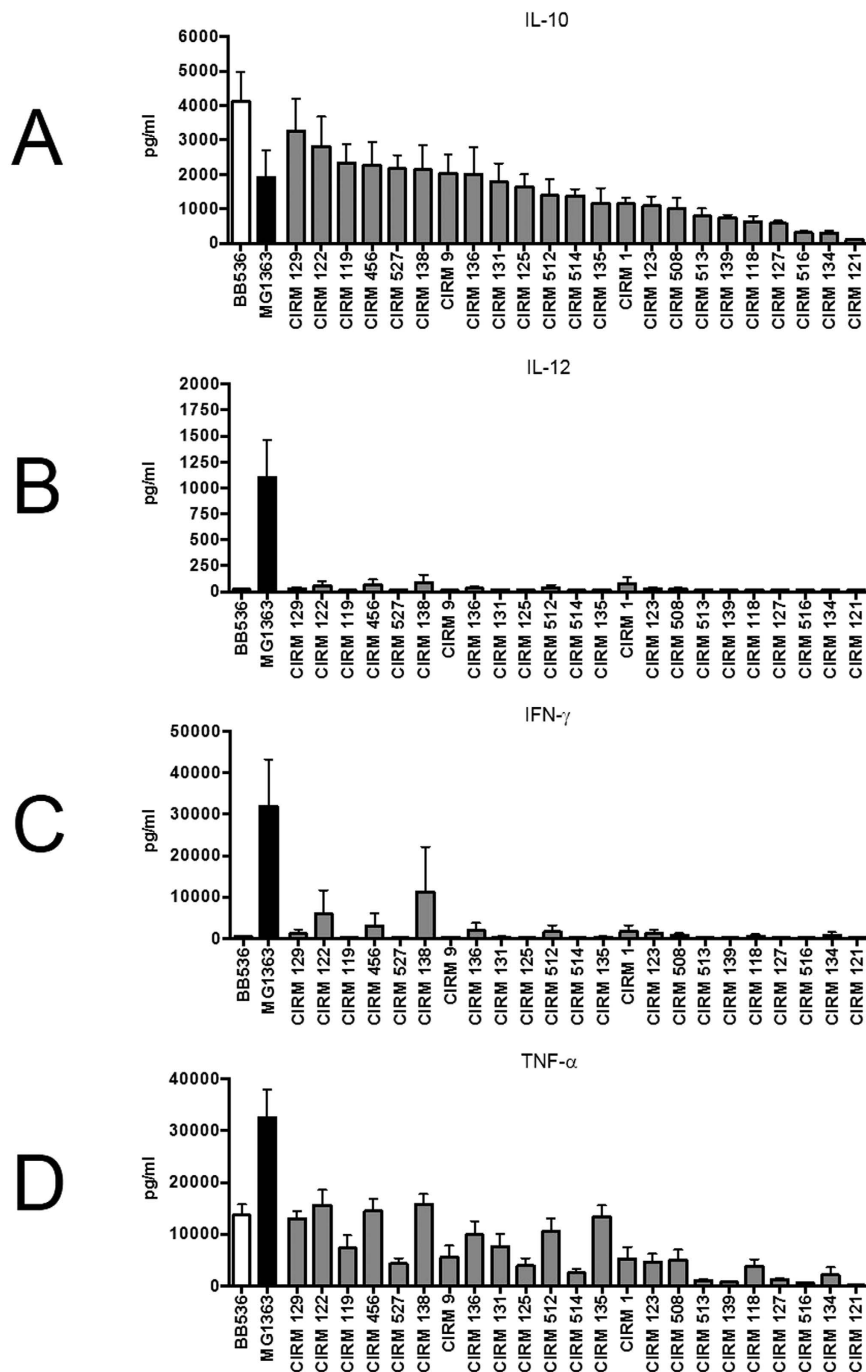 IL-10
A
pg/ml
6000
5000
4000
3000
2000
1000
0
BB536
MG1363
CIRM 129
CIRM 122
CIRM 119
CIRM 456
CIRM 527
CIRM 138
CIRM 9
CIRM 136
CIRM 131
CIRM 125
CIRM 512
CIRM 514
CIRM 135
CIRM 1
CIRM 123
CIRM 508
CIRM 513
CIRM 139
CIRM 118
CIRM 127
CIRM 516
CIRM 134
CIRM 121
IL-12
B
pg/ml
2000
1750
1500
1250
1000
750
500
250
0
BB536
MG1363
CIRM 129
CIRM 122
CIRM 119
CIRM 456
CIRM 527
CIRM 138
CIRM 9
CIRM 136
CIRM 131
CIRM 125
CIRM 512
CIRM 514
CIRM 135
CIRM 1
CIRM 123
CIRM 508
CIRM 513
CIRM 139
CIRM 118
CIRM 127
CIRM 516
CIRM 134
CIRM 121
IFN-γ
C
pg/ml
50000
40000
30000
20000
10000
0
BB536
MG1363
CIRM 129
CIRM 122
CIRM 119
CIRM 456
CIRM 527
CIRM 138
CIRM 9
CIRM 136
CIRM 131
CIRM 125
CIRM 512
CIRM 514
CIRM 135
CIRM 1
CIRM 123
CIRM 508
CIRM 513
CIRM 139
CIRM 118
CIRM 127
CIRM 516
CIRM 134
CIRM 121
TNF-α
D
pg/ml
40000
30000
20000
10000
0
BB536
MG1363
CIRM 129
CIRM 122
CIRM 119
CIRM 456
CIRM 527
CIRM 138
CIRM 9
CIRM 136
CIRM 131
CIRM 125
CIRM 512
CIRM 514
CIRM 135
CIRM 1
CIRM 123
CIRM 508
CIRM 513
CIRM 139
CIRM 118
CIRM 127
CIRM 516
CIRM 134
CIRM 121